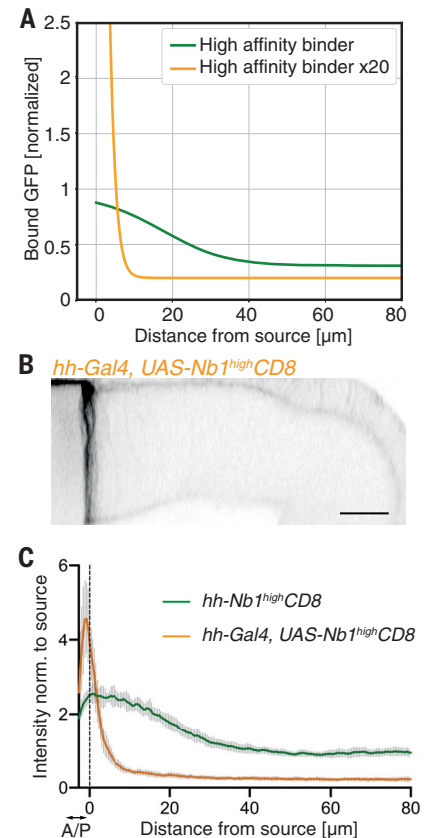 A
2.5
2
1.5
1
0.5
0
Bound GFP [normalized]
High affinity binder
High affinity binder x20
0 20 40 60 80
Distance from source [µm]
B
hh-Gal4, UAS-Nb1highCD8
C
6
4
2
0
Intensity norm. to source
hh-Nb1highCD8
hh-Gal4, UAS-Nb1highCD8
0 20 40 60 80
A/P
Distance from source [µm]